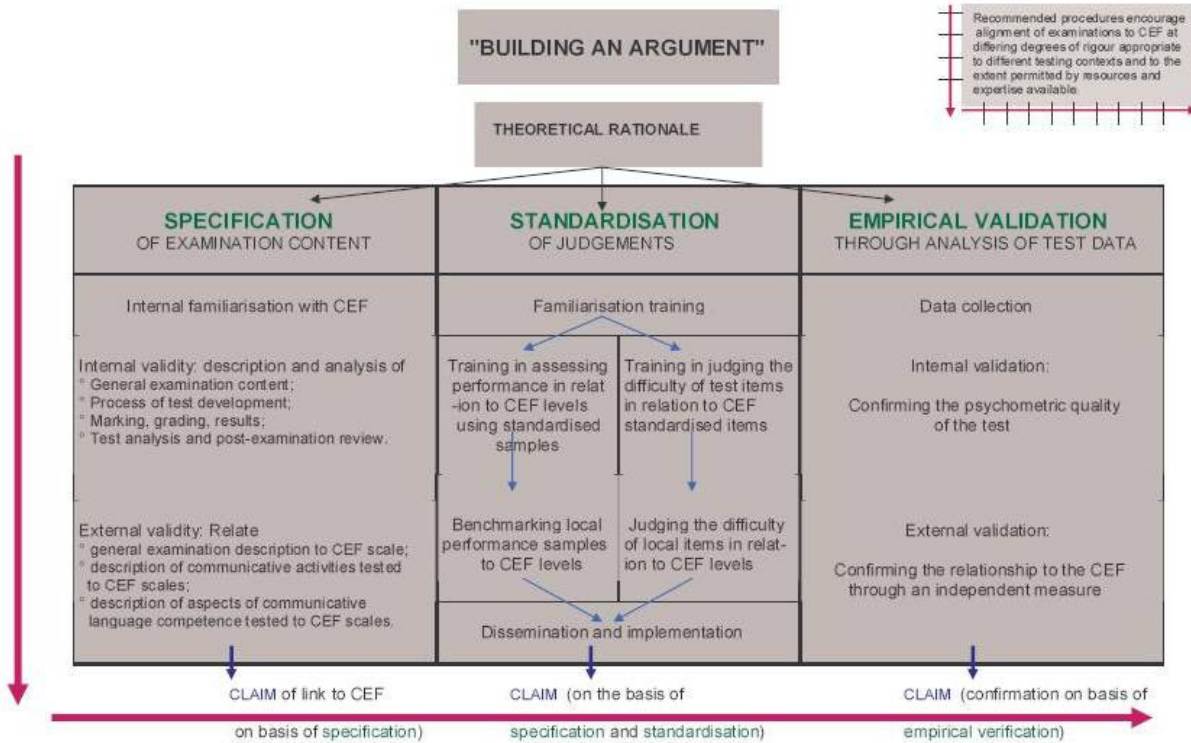 "BUILDING AN ARGUMENT"
Recommended procedures encourage
alignment of examinations to CEF at
differing degrees of rigour appropriate
to different testing contexts and to the
extent permitted by resources and
expertise available.
THEORETICAL RATIONALE
SPECIFICATION
OF EXAMINATION CONTENT
STANDARDISATION
OF JUDGEMENTS
EMPIRICAL VALIDATION
THROUGH ANALYSIS OF TEST DATA
Internal familiarisation with CEF
Familiarisation training
Data collection
Internal validity: description and analysis of
° General examination content;
° Process of test development;
° Marking, grading, results;
° Test analysis and post-examination review.
Training in assessing
performance in relat
-ion to CEF levels
using standardised
samples
Training in judging the
difficulty of test items
in relation to CEF
standardised items
Internal validation:
Confirming the psychometric quality
of the test
External validity: Relate
° general examination description to CEF scale;
° description of communicative activities tested
to CEF scales;
° description of aspects of communicative
language competence tested to CEF scales.
Benchmarking local
performance samples
to CEF levels
Judging the difficulty
of local items in relat-
ion to CEF levels
External validation:
Confirming the relationship to the CEF
through an independent measure
Dissemination and implementation
CLAIM of link to CEF
on basis of specification)
CLAIM (on the basis of
specification and standardisation)
CLAIM (confirmation on basis of
empirical verification)